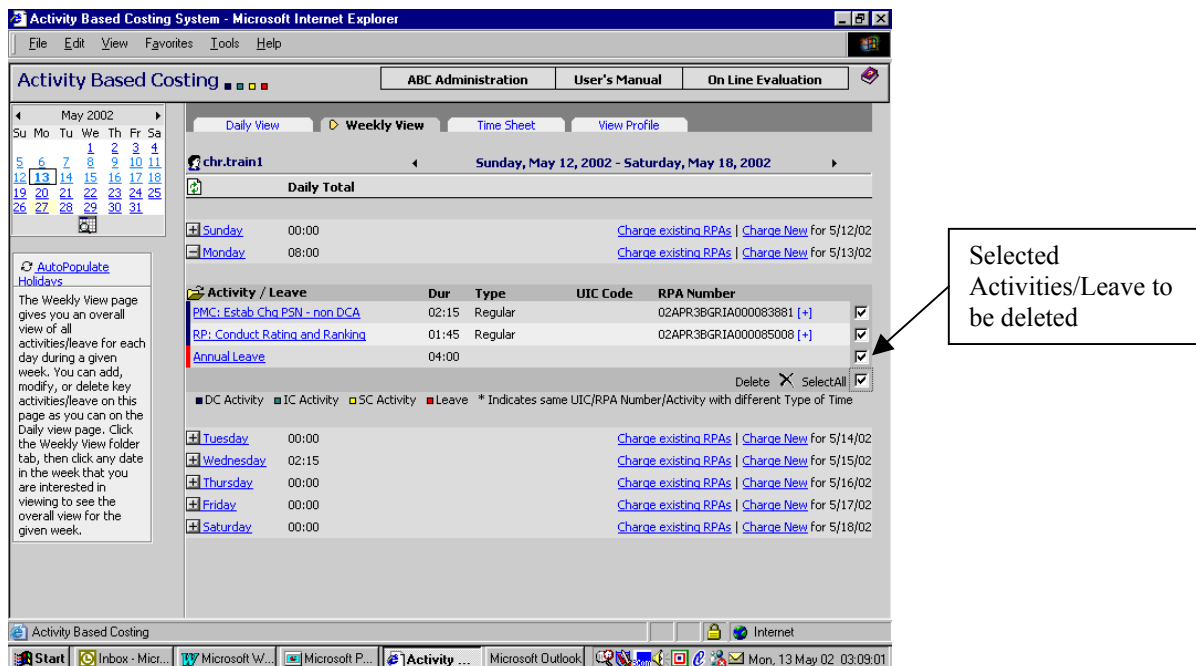 Activity Based Costing System - Microsoft Internet Explorer
File Edit View Favorites Tools Help
Activity Based Costing
ABC Administration User's Manual On Line Evaluation
May 2002
Su Mo Tu We Th Fr Sa
1 2 3 4
5 6 7 8 9 10 11
12 13 14 15 16 17 18
19 20 21 22 23 24 25
26 27 28 29 30 31
AutoPopulate
Holidays
The Weekly View page
gives you an overall
view of all
activities/leave for each
day during a given
week. You can add,
modify, or delete key
activities/leave on this
page as you can on the
Daily view page. Click
the Weekly View folder
tab, then click any date
in the week that you
are interested in
viewing to see the
overall view for the
given week.
Daily View Weekly View Time Sheet View Profile
chr.train1 Sunday, May 12, 2002 - Saturday, May 18, 2002
Daily Total
Sunday 00:00 Charge existing RPAs | Charge New for 5/12/02
Monday 08:00 Charge existing RPAs | Charge New for 5/13/02
Activity / Leave Dur Type UIC Code RPA Number
PMC: Estab Chg PSN - non DCA 02:15 Regular 02APR3BGRIA000083881 [+]
RP: Conduct Rating and Ranking 01:45 Regular 02APR3BGRIA000085008 [+]
Annual Leave 04:00
Delete SelectAll
DC Activity IC Activity SC Activity Leave * Indicates same UIC/RPA Number/Activity with different Type of Time
Tuesday 00:00 Charge existing RPAs | Charge New for 5/14/02
Wednesday 02:15 Charge existing RPAs | Charge New for 5/15/02
Thursday 00:00 Charge existing RPAs | Charge New for 5/16/02
Friday 00:00 Charge existing RPAs | Charge New for 5/17/02
Saturday 00:00 Charge existing RPAs | Charge New for 5/18/02
Selected
Activities/Leave to
be deleted
Activity Based Costing Internet
Start Inbox - Micr... Microsoft W... Microsoft P... Activity ... Microsoft Outlook Mon, 13 May 02 03:09:01